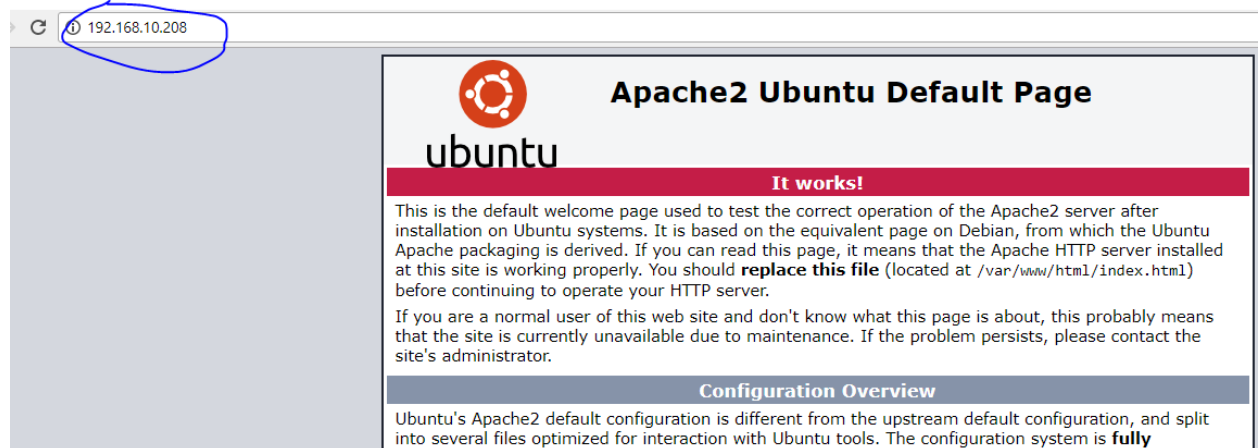 192.168.10.208
Apache2 Ubuntu Default Page
ubuntu
It works!
This is the default welcome page used to test the correct operation of the Apache2 server after
installation on Ubuntu systems. It is based on the equivalent page on Debian, from which the Ubuntu
Apache packaging is derived. If you can read this page, it means that the Apache HTTP server installed
at this site is working properly. You should replace this file (located at /var/www/html/index.html)
before continuing to operate your HTTP server.
If you are a normal user of this web site and don't know what this page is about, this probably means
that the site is currently unavailable due to maintenance. If the problem persists, please contact the
site's administrator.
Configuration Overview
Ubuntu's Apache2 default configuration is different from the upstream default configuration, and split
into several files optimized for interaction with Ubuntu tools. The configuration system is fully